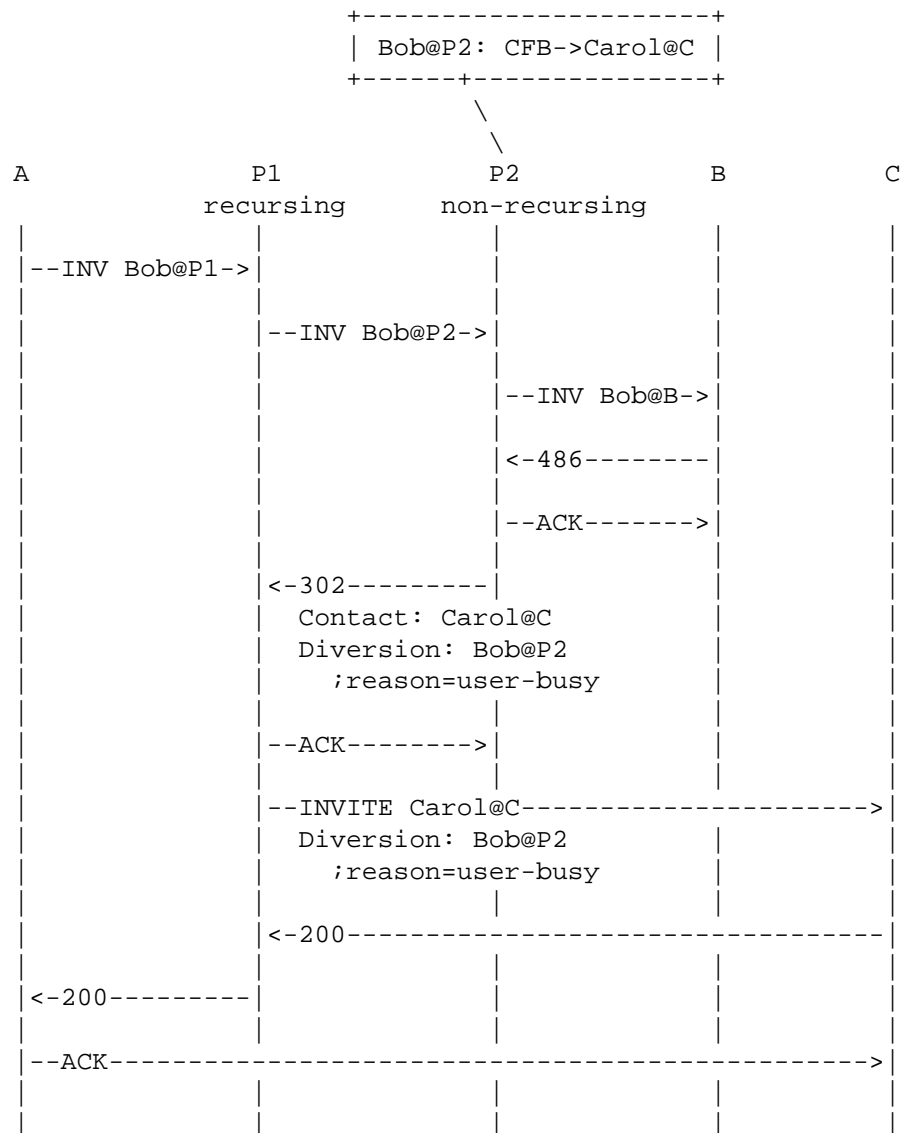 +----------------------+
| Bob@P2: CFB->Carol@C |
+------+---------------+
\
\
A P1 P2 B C
recursing non-recursing
| | | | |
|--INV Bob@P1->| | | |
| | | | |
| |--INV Bob@P2->| | |
| | | | |
| | |--INV Bob@B->| |
| | | | |
| | |<-486--------| |
| | | | |
| | |--ACK------->| |
| | | | |
| |<-302---------| | |
| | Contact: Carol@C | |
| | Diversion: Bob@P2 | |
| | ;reason=user-busy | |
| | | | |
| |--ACK-------->| | |
| | | | |
| |--INVITE Carol@C--------------------->|
| | Diversion: Bob@P2 | |
| | ;reason=user-busy | |
| | | | |
| |<-200---------------------------------|
| | | | |
|<-200---------| | | |
| | | | |
|--ACK----------------------------------------------->|
| | | | |
| | | | |